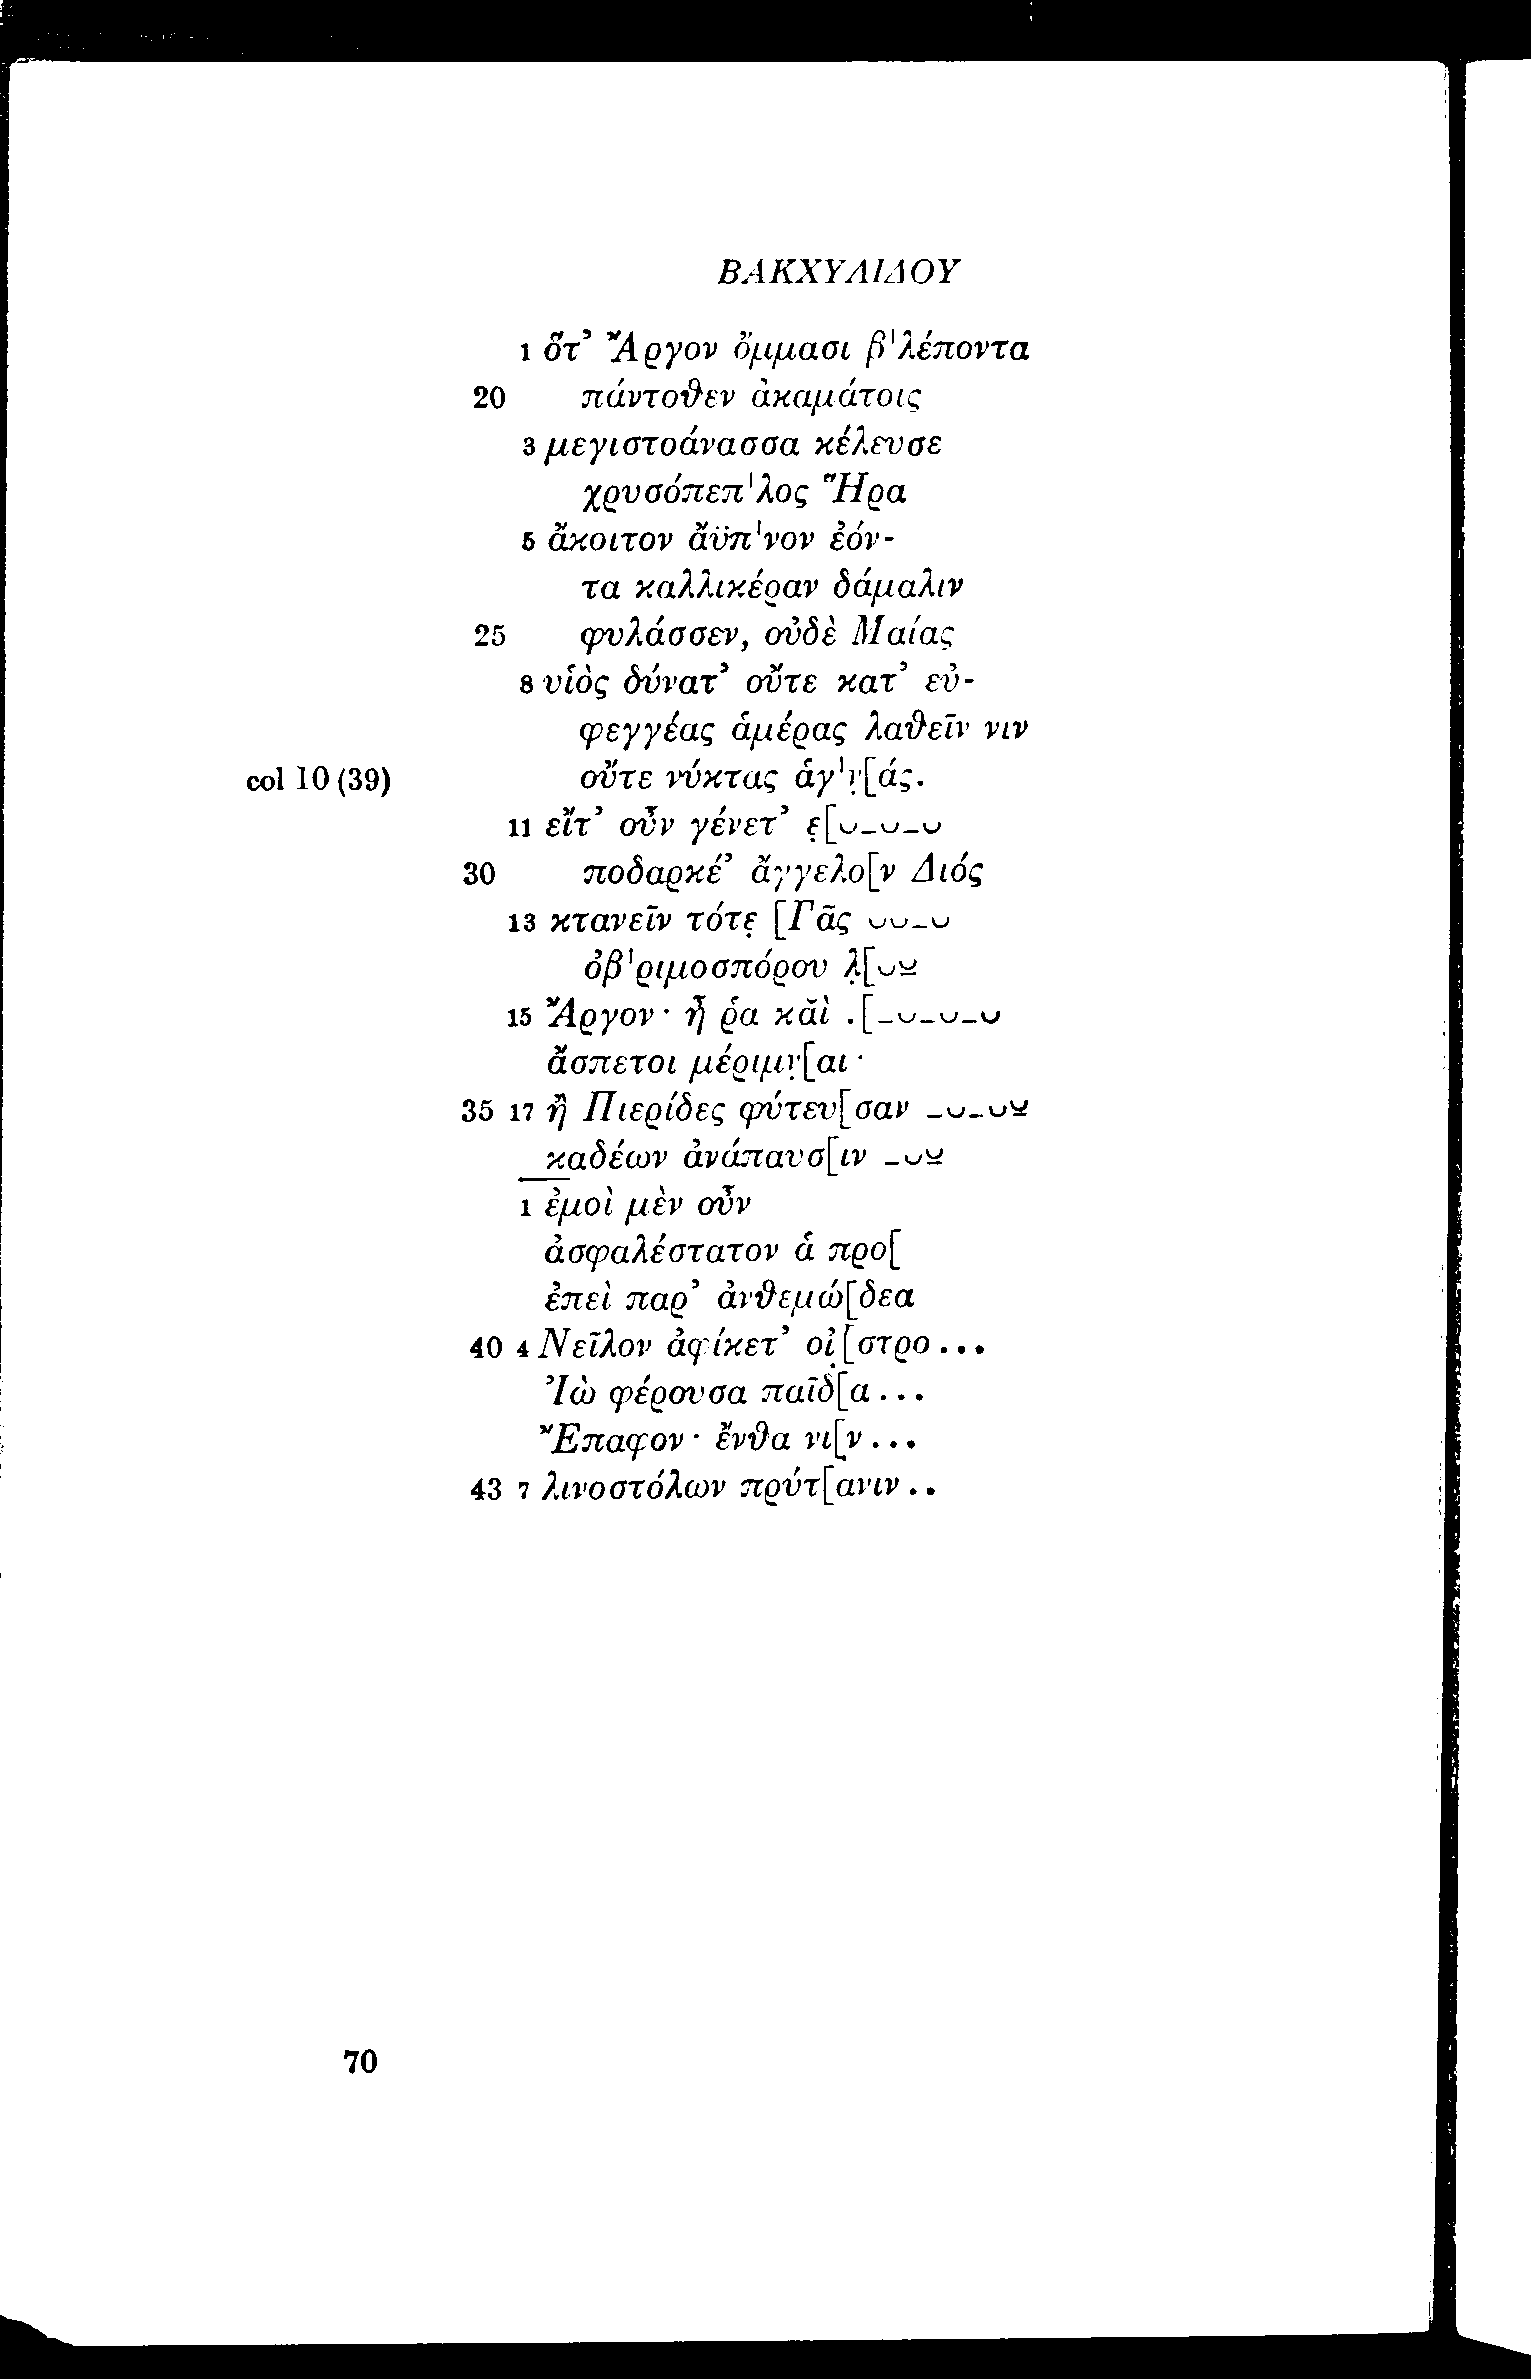 ΒΑΚΧΥΛΙΔΟΥ
1 ὅτ’ Ἄργον ὄμμασι β'λέποντα
20 πάντοθεν ἀκαμάτοις
3 μεγιστοάνασσα κέλευσε
χρυσόπεπ'λος Ἥρα
5 ἄκοιτον ἄϋπ'νον ἐόν-
τα καλλικέραν δάμαλιν
25 φυλάσσεν, οὐδὲ Μαίας
8 υἱὸς δύνατ’ οὔτε κατ’ εὐ-
φεγγέας ἁμέρας λαθεῖν νιν
col 10 (39) οὔτε νύκτας ἁγ'ν̣[άς.
11 εἴτ’ οὖν γένετ’ ε̣[⏑–⏑–⏑
30 ποδαρκέ’ ἄγγελο[ν Διός
13 κτανεῖν τότε̣ [Γᾶς ⏑⏑–⏑
ὀβ'ριμοσπόρου λ̣[⏑⏓
15 Ἄργον· ἦ ῥα καὶ .[–⏑–⏑–⏑
ἄσπετοι μέριμν̣[αι·
35 17 ἢ Πιερίδες φύτευ[σαν –⏑–⏑⏓
καδέων ἀνάπαυσ[ιν –⏑⏓
1 ἐμοὶ μὲν οὖν
ἀσφαλέστατον ἁ προ[
ἐπεὶ παρ’ ἀνθεμώ[δεα
40 4 Νεῖλον ἀφίκετ’ οἰ̣[στρο...
Ἰὼ φέρουσα παῖδ[α...
Ἔπαφον· ἔνθα νι[ν...
43 7 λινοστόλων πρύτ[ανιν..
70